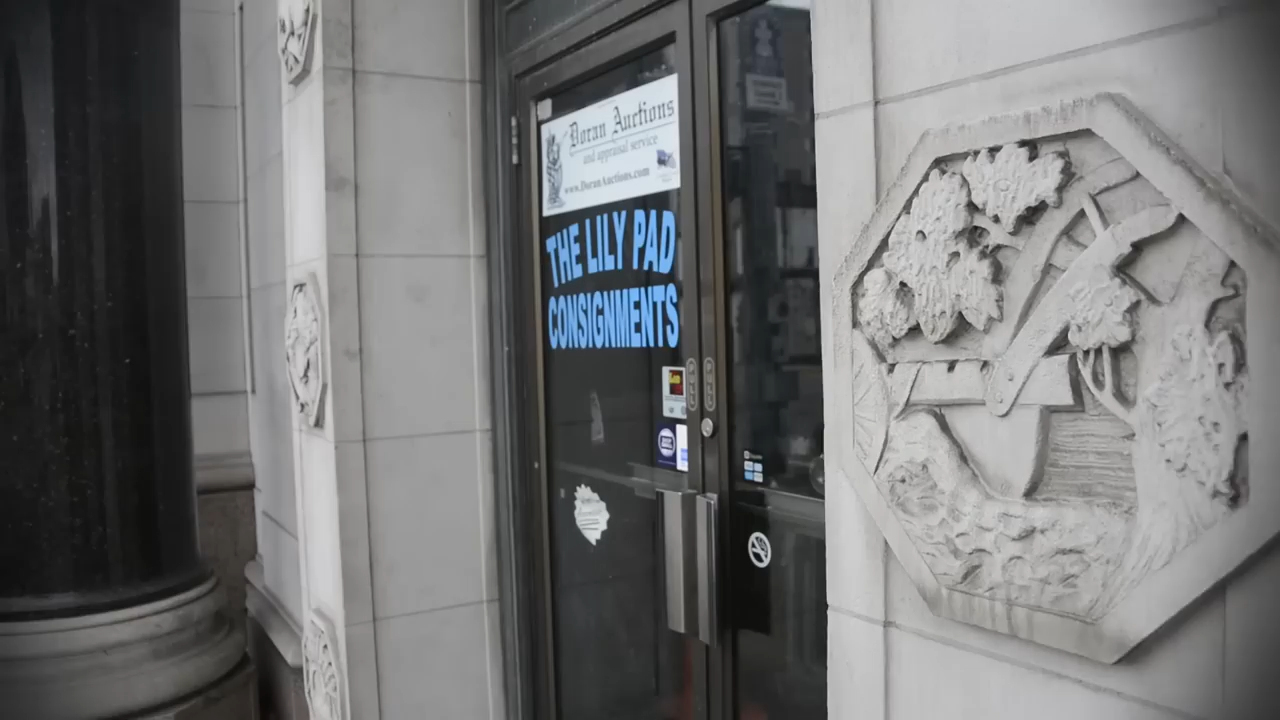 Doran Auctions
and appraisal service
www.DoranAuctions.com
THE LILY PAD
CONSIGNMENTS